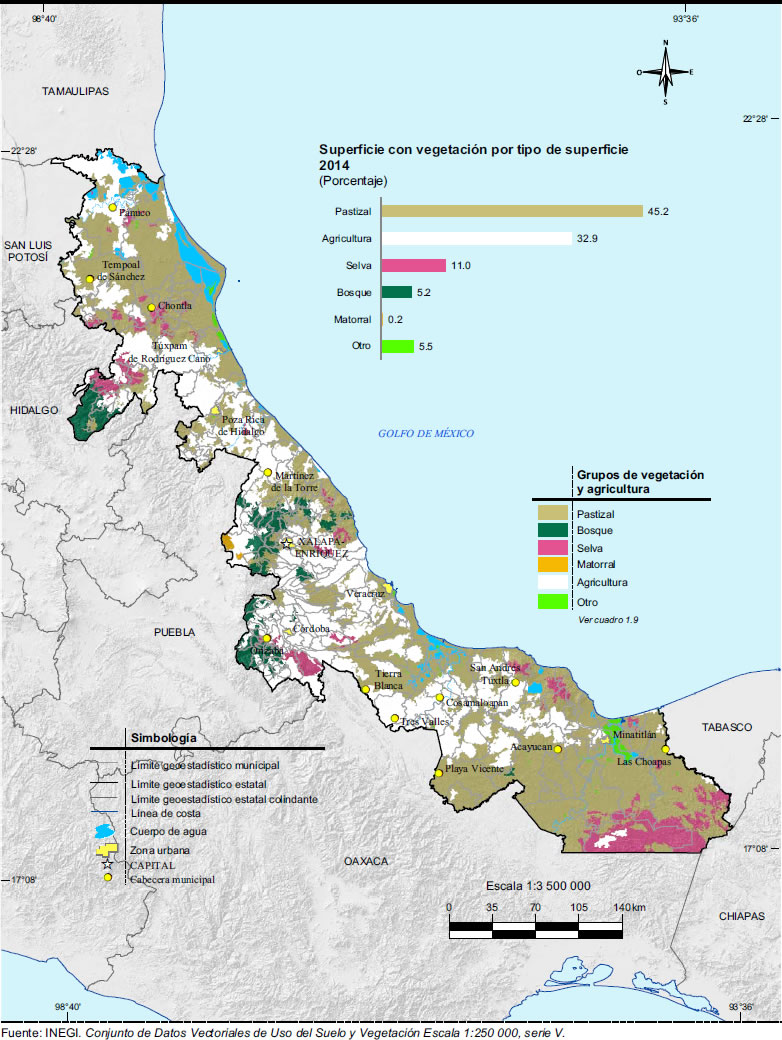 98°40'
93°36'
N
O
E
S
TAMAULIPAS
22°28'
22°28'
Superficie con vegetación por tipo de superficie
2014
(Porcentaje)
Pastizal 45.2
Agricultura 32.9
Selva 11.0
Bosque 5.2
Matorral 0.2
Otro 5.5
Pánuco
SAN LUIS
POTOSÍ
Tempoal
de Sánchez
Chontla
Túxpam
de Rodríguez Cano
HIDALGO
Poza Rica
de Hidalgo
GOLFO DE MÉXICO
Martínez
de la Torre
Grupos de vegetación
y agricultura
Pastizal
Bosque
Selva
Matorral
Agricultura
Otro
Ver cuadro 1.9
XALAPA-
ENRÍQUEZ
Veracruz
PUEBLA
Córdoba
Orizaba
Tierra
Blanca
San Andrés
Tuxtla
Cosamaloapan
Tres Valles
TABASCO
Minatitlán
Acayucan
Las Choapas
Playa Vicente
Simbología
Límite geoestadístico municipal
Límite geoestadístico estatal
Límite geoestadístico estatal colindante
Línea de costa
Cuerpo de agua
Zona urbana
CAPITAL
Cabecera municipal
17°08'
17°08'
OAXACA
Escala 1:3 500 000
0 35 70 105 140 km
CHIAPAS
98°40'
93°36'
Fuente: INEGI. Conjunto de Datos Vectoriales de Uso del Suelo y Vegetación Escala 1:250 000, serie V.